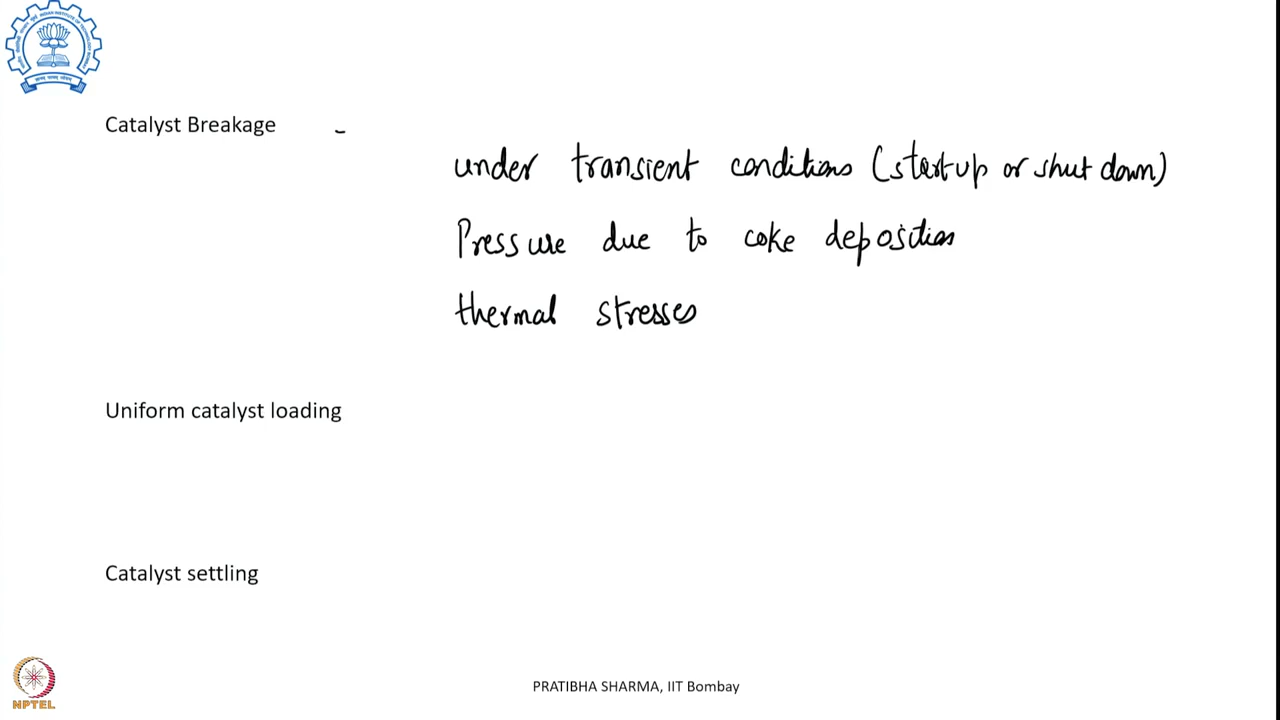 Catalyst Breakage -
under transient conditions (startup or shut down)
Pressure due to coke deposition
thermal stresses
Uniform catalyst loading
Catalyst settling
NPTEL
PRATIBHA SHARMA, IIT Bombay